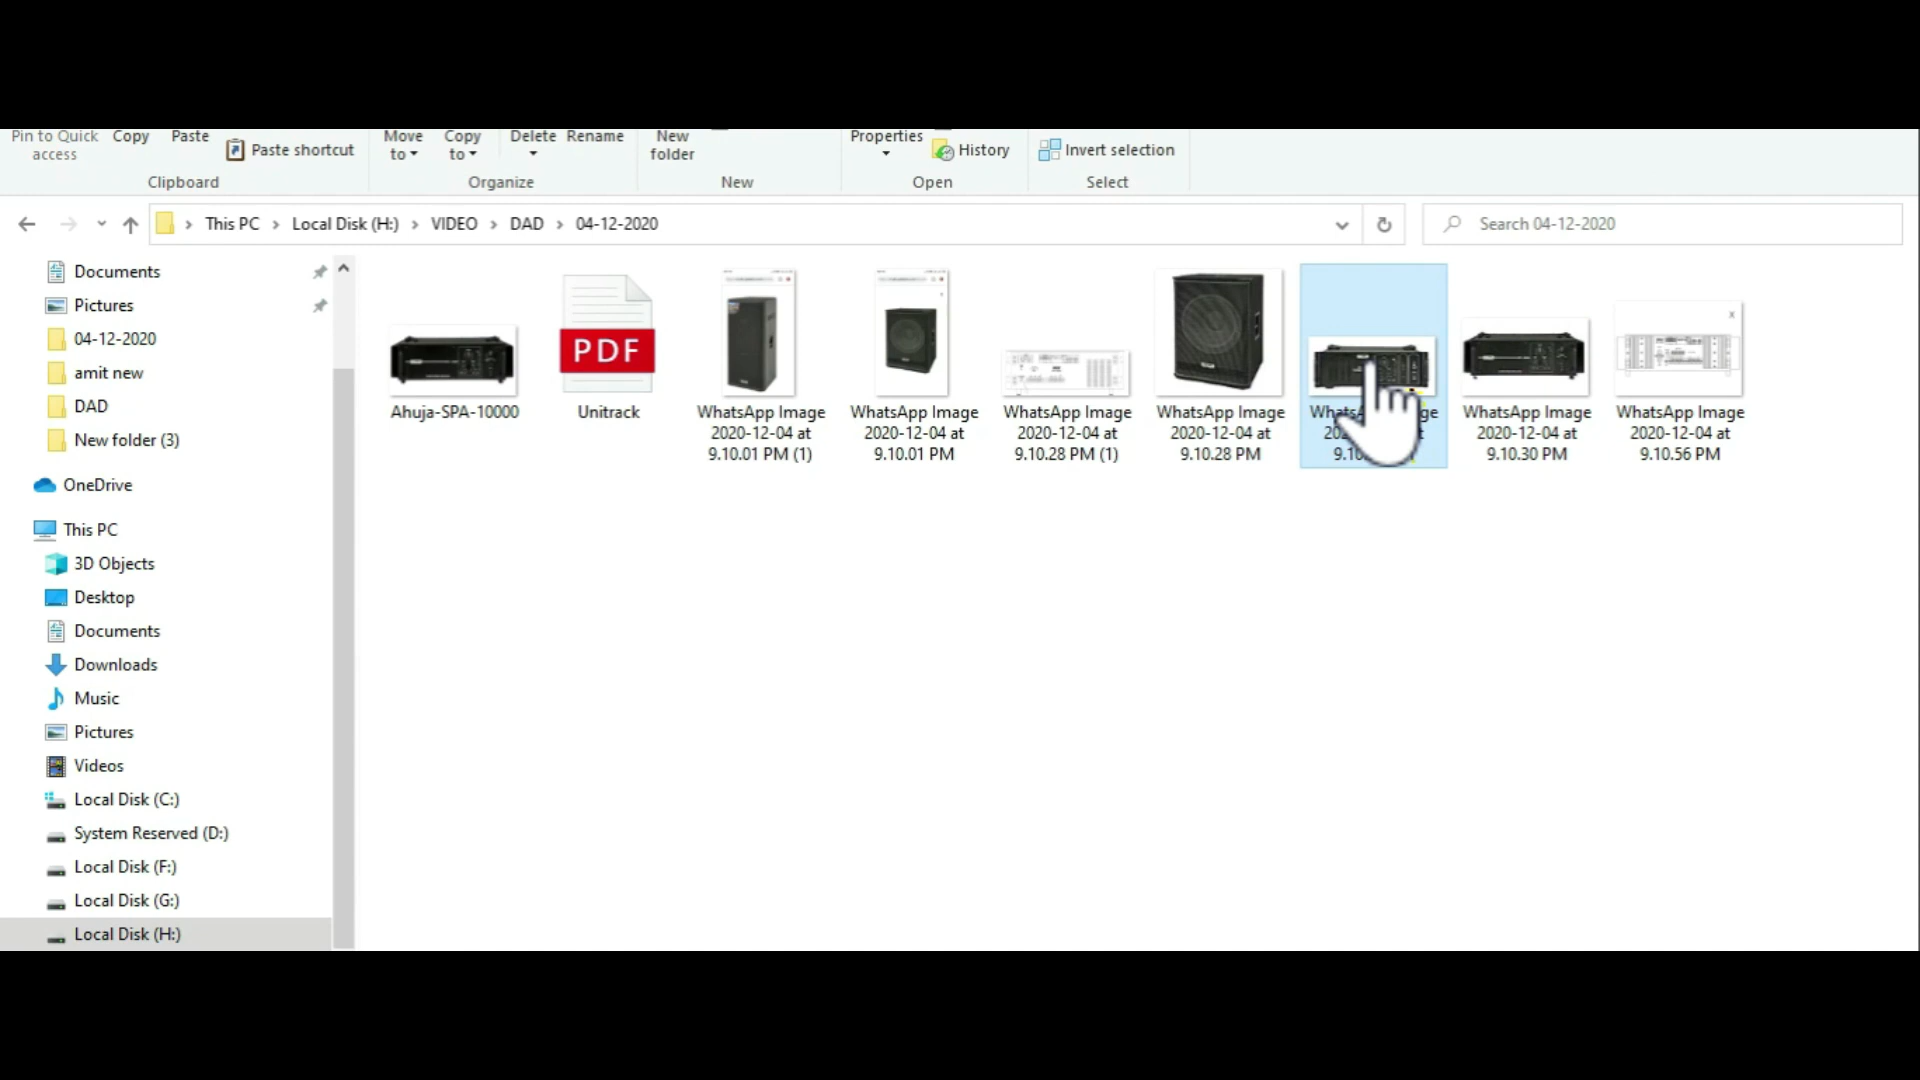 Pin to Quick access
Copy
Paste
Paste shortcut
Move to
Copy to
Delete
Rename
New folder
Properties
History
Invert selection
Clipboard
Organize
New
Open
Select
This PC
Local Disk (H:)
VIDEO
DAD
04-12-2020
Search 04-12-2020
Documents
Pictures
04-12-2020
amit new
DAD
New folder (3)
OneDrive
This PC
3D Objects
Desktop
Documents
Downloads
Music
Pictures
Videos
Local Disk (C:)
System Reserved (D:)
Local Disk (F:)
Local Disk (G:)
Local Disk (H:)
PDF
Ahuja-SPA-10000
Unitrack
WhatsApp Image
2020-12-04 at
9.10.01 PM (1)
WhatsApp Image
2020-12-04 at
9.10.01 PM
WhatsApp Image
2020-12-04 at
9.10.28 PM (1)
WhatsApp Image
2020-12-04 at
9.10.28 PM
WhatsApp Image
2020-12-04 at
9.10.30 PM
WhatsApp Image
2020-12-04 at
9.10.56 PM